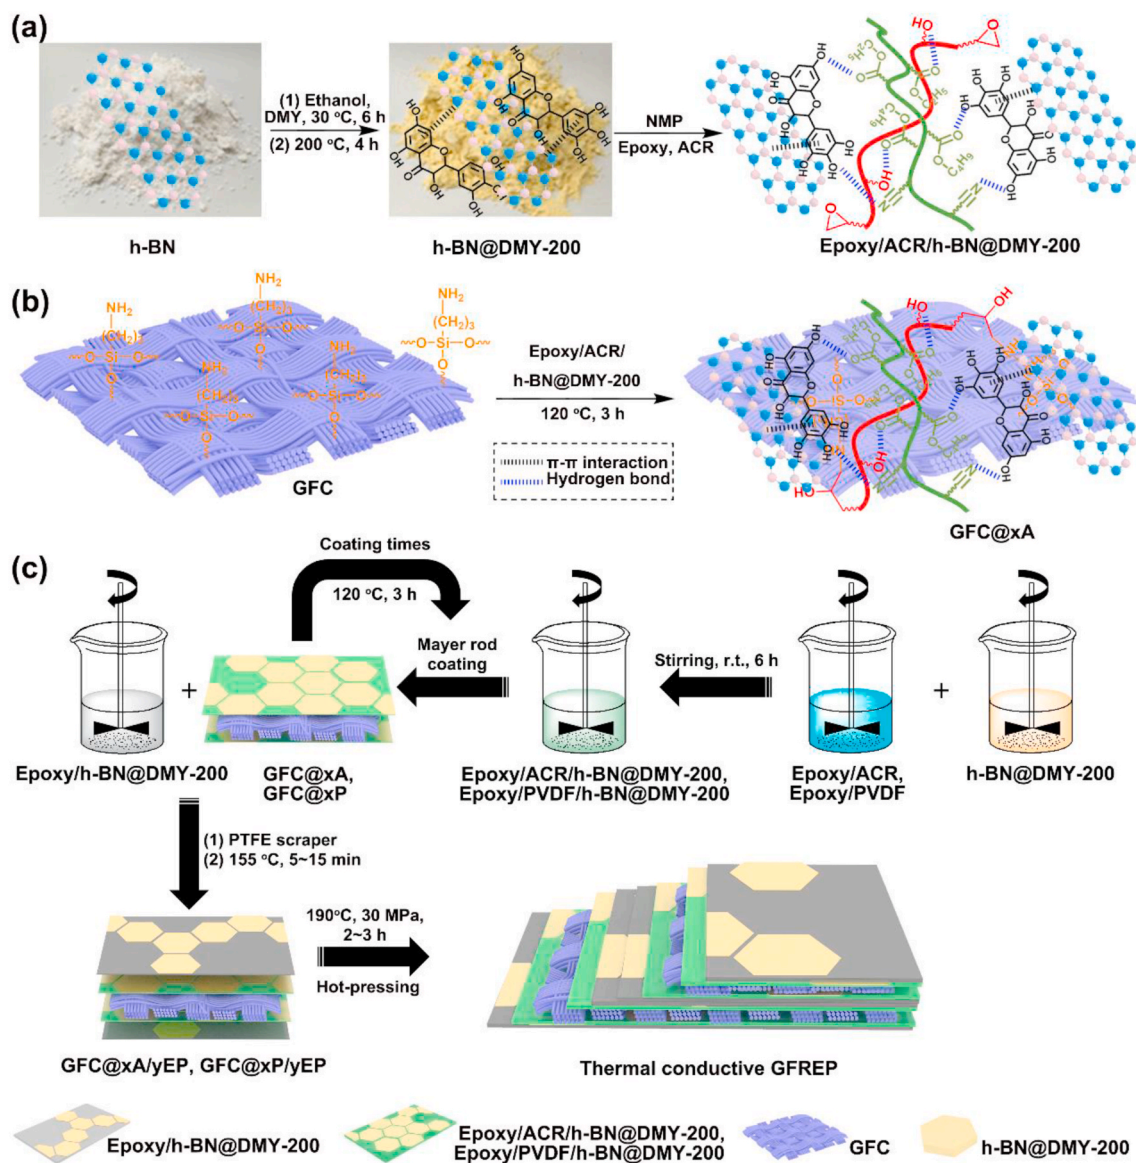 (a)
(1) Ethanol,
DMY, 30 °C, 6 h
(2) 200 °C, 4 h
NMP
Epoxy, ACR
h-BN
h-BN@DMY-200
Epoxy/ACR/h-BN@DMY-200
(b)
Epoxy/ACR/
h-BN@DMY-200
120 °C, 3 h
π-π interaction
Hydrogen bond
GFC
GFC@xA
(c)
Coating times
120 °C, 3 h
Mayer rod
coating
Stirring, r.t., 6 h
+
+
Epoxy/h-BN@DMY-200
GFC@xA,
GFC@xP
Epoxy/ACR/h-BN@DMY-200,
Epoxy/PVDF/h-BN@DMY-200
Epoxy/ACR,
Epoxy/PVDF
h-BN@DMY-200
(1) PTFE scraper
(2) 155 °C, 5~15 min
190°C, 30 MPa,
2~3 h
Hot-pressing
GFC@xA/yEP, GFC@xP/yEP
Thermal conductive GFREP
Epoxy/h-BN@DMY-200
Epoxy/ACR/h-BN@DMY-200,
Epoxy/PVDF/h-BN@DMY-200
GFC
h-BN@DMY-200